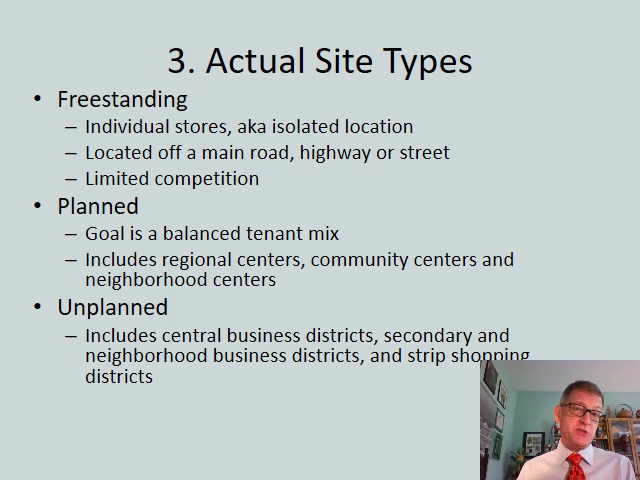 3. Actual Site Types
• Freestanding
– Individual stores, aka isolated location
– Located off a main road, highway or street
– Limited competition
• Planned
– Goal is a balanced tenant mix
– Includes regional centers, community centers and
neighborhood centers
• Unplanned
– Includes central business districts, secondary and
neighborhood business districts, and strip shopping
districts